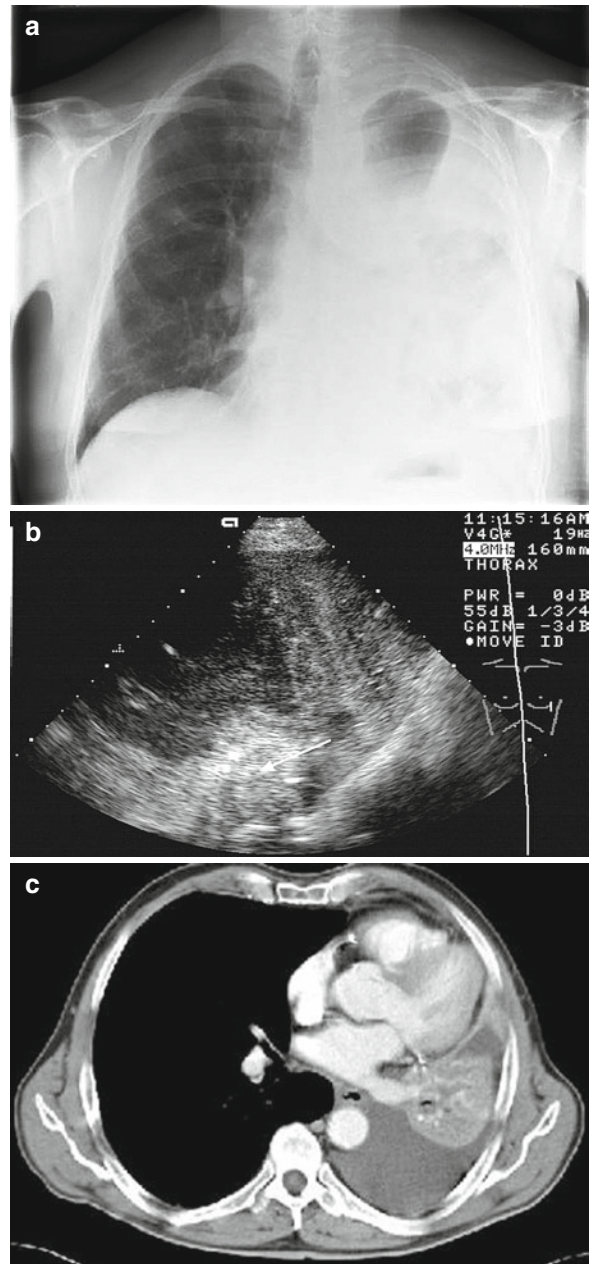 a
b
11:15:16AM
V4G* 19HZ
4.0MHz 160mm
THORAX
PWR = 0dB
55dB 1/3/4
GAIN= -3dB
●MOVE ID
c